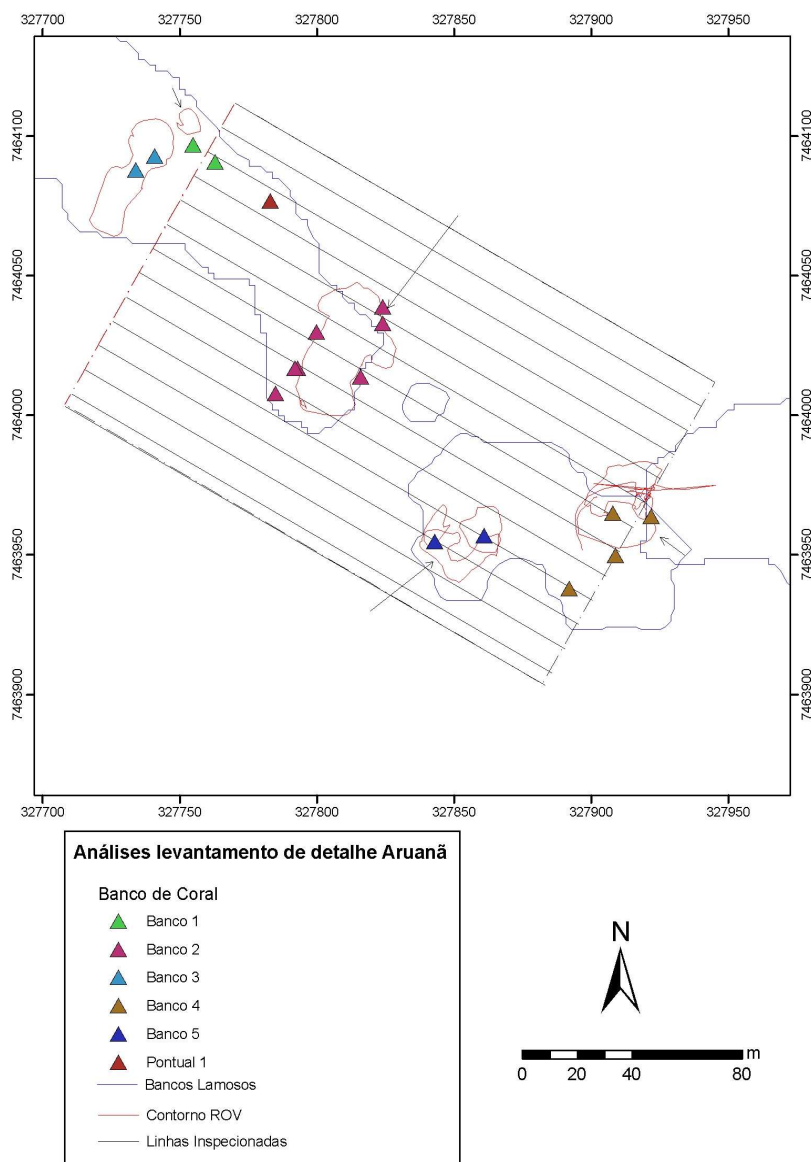 327700 327750 327800 327850 327900 327950
7464100 7464100
7464050 7464050
7464000 7464000
7463950 7463950
7463900 7463900
327700 327750 327800 327850 327900 327950
Análises levantamento de detalhe Aruanã
Banco de Coral
Banco 1
Banco 2
Banco 3
Banco 4
Banco 5
Pontual 1
Bancos Lamosos
Contorno ROV
Linhas Inspecionadas
N
m
0 20 40 80